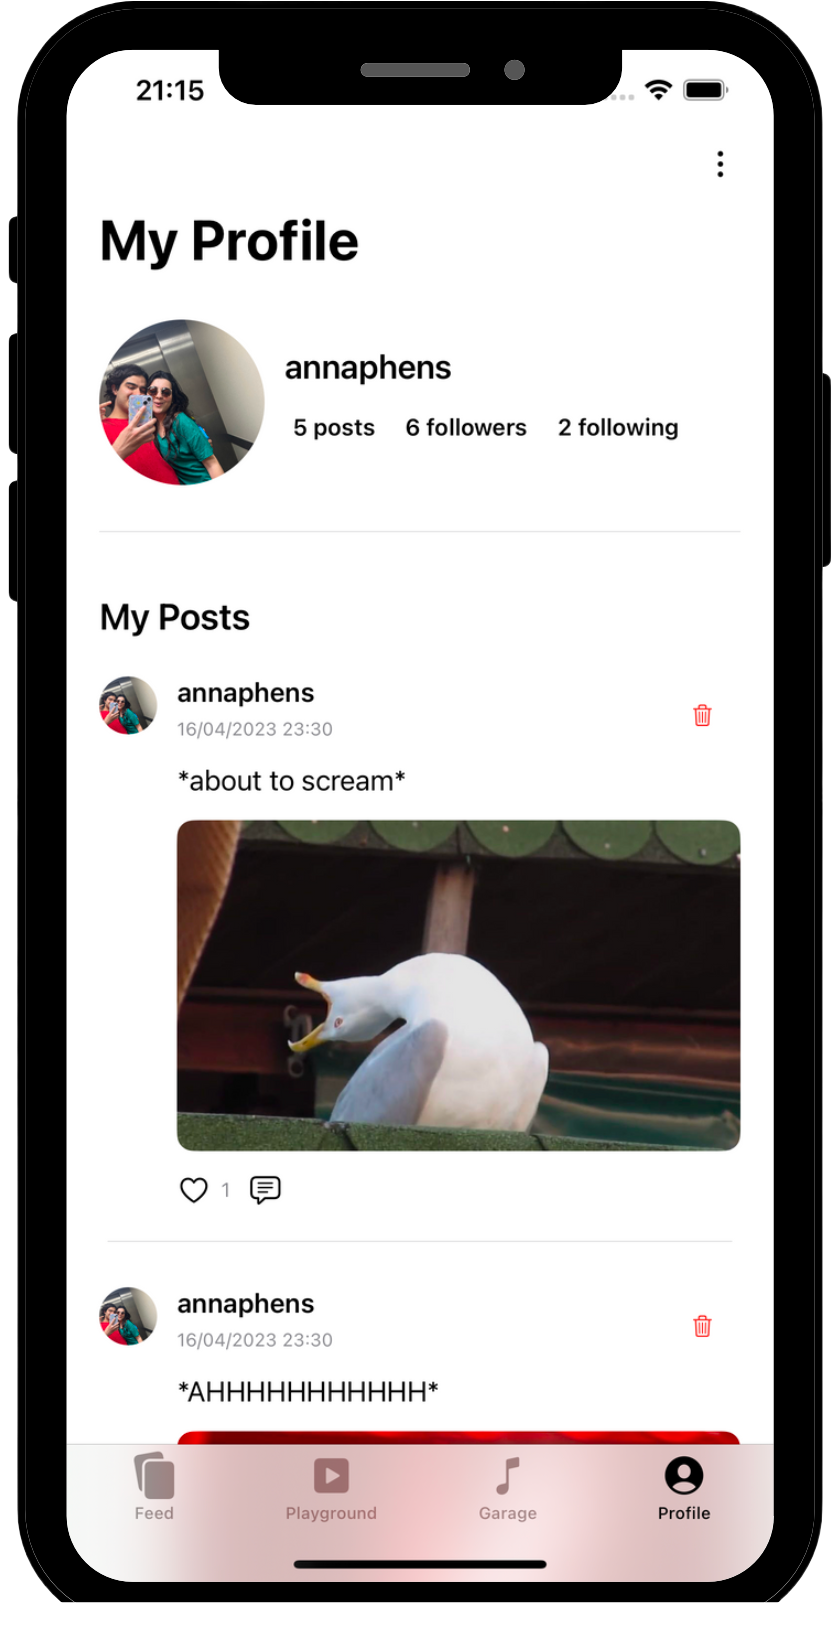 21:15
My Profile
annaphens
5 posts 6 followers 2 following
My Posts
annaphens
16/04/2023 23:30
*about to scream*
1
annaphens
16/04/2023 23:30
*AHHHHHHHHHHHH*
Feed Playground Garage Profile